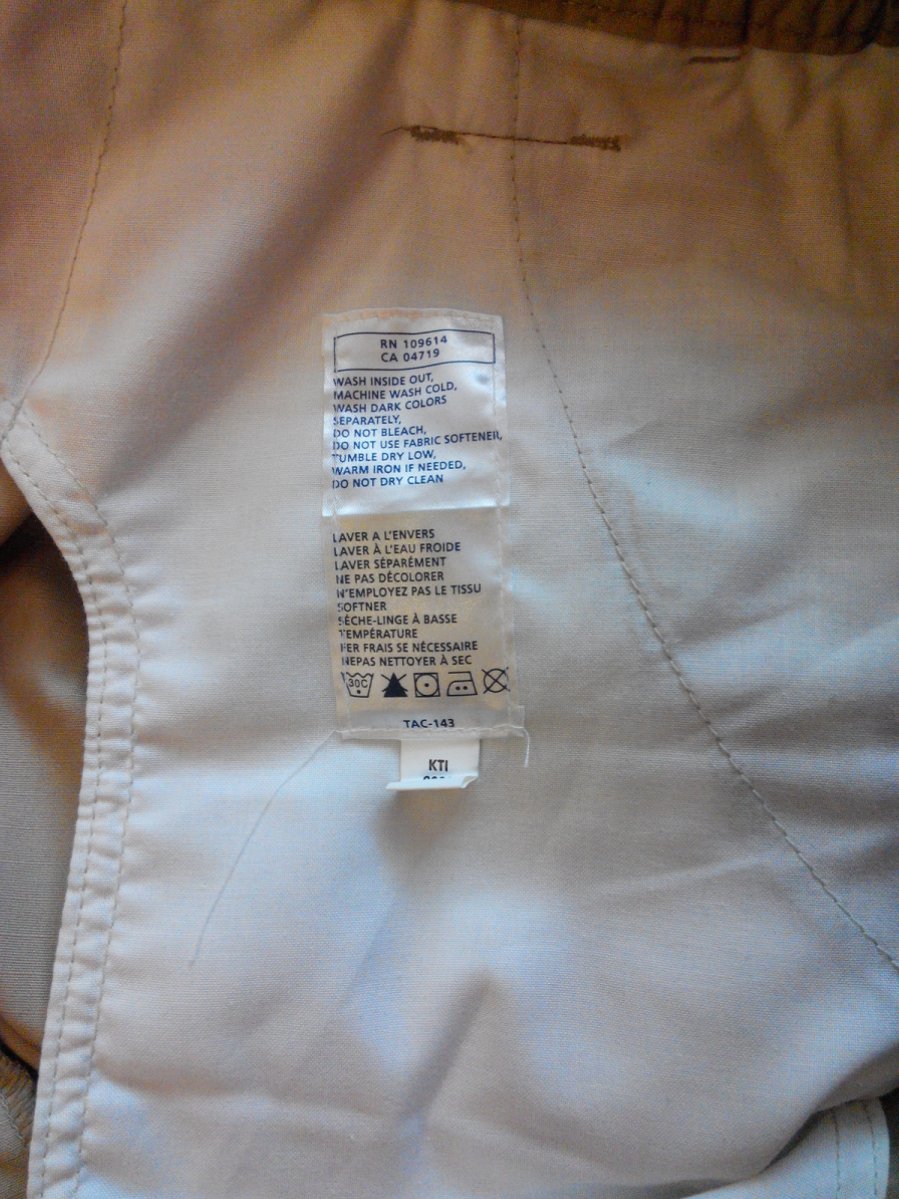 RN 109614
CA 04719
WASH INSIDE OUT,
MACHINE WASH COLD,
WASH DARK COLORS
SEPARATELY,
DO NOT BLEACH,
DO NOT USE FABRIC SOFTENER,
TUMBLE DRY LOW,
WARM IRON IF NEEDED,
DO NOT DRY CLEAN
LAVER A L'ENVERS
LAVER À L'EAU FROIDE
LAVER SÉPARÉMENT
NE PAS DÉCOLORER
N'EMPLOYEZ PAS LE TISSU
SOFTNER
SÈCHE-LINGE À BASSE
TEMPÉRATURE
FER FRAIS SE NÉCESSAIRE
NEPAS NETTOYER À SEC
30C
TAC-143
KTI